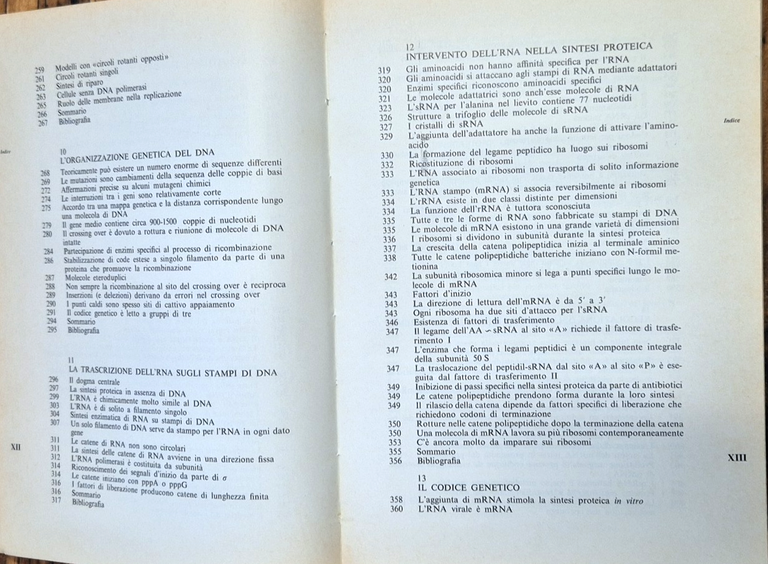 259 Modelli con «circoli rotanti opposti»
261 Circoli rotanti singoli
262 Sintesi di riparo
263 Cellule senza DNA polimerasi
265 Ruolo delle membrane nella replicazione
266 Sommario
267 Bibliografia
Indice
10
L'ORGANIZZAZIONE GENETICA DEL DNA
268 Teoricamente può esistere un numero enorme di sequenze differenti
269 Le mutazioni sono cambiamenti della sequenza delle coppie di basi
272 Affermazioni precise su alcuni mutageni chimici
274 Le interruzioni tra i geni sono relativamente corte
275 Accordo tra una mappa genetica e la distanza corrispondente lungo
una molecola di DNA
279 Il gene medio contiene circa 900-1500 coppie di nucleotidi
280 Il crossing over è dovuto a rottura e riunione di molecole di DNA
intatte
284 Partecipazione di enzimi specifici al processo di ricombinazione
286 Stabilizzazione di code estese a singolo filamento da parte di una
proteina che promuove la ricombinazione
287 Molecole eteroduplici
288 Non sempre la ricombinazione al sito del crossing over è reciproca
289 Inserzioni (e delezioni) derivano da errori nel crossing over
290 I punti caldi sono spesso siti di cattivo appaiamento
291 Il codice genetico è letto a gruppi di tre
294 Sommario
295 Bibliografia
11
LA TRASCRIZIONE DELL'RNA SUGLI STAMPI DI DNA
296 Il dogma centrale
297 La sintesi proteica in assenza di DNA
299 L'RNA è chimicamente molto simile al DNA
303 L'RNA è di solito a filamento singolo
304 Sintesi enzimatica di RNA su stampi di DNA
307 Un solo filamento di DNA serve da stampo per l'RNA in ogni dato
gene
311 Le catene di RNA non sono circolari
311 La sintesi delle catene di RNA avviene in una direzione fissa
312 L'RNA polimerasi è costituita da subunità
314 Riconoscimento dei segnali d'inizio da parte di σ
314 Le catene iniziano con pppA o pppG
316 I fattori di liberazione producono catene di lunghezza finita
316 Sommario
317 Bibliografia
XII
12
INTERVENTO DELL'RNA NELLA SINTESI PROTEICA
319 Gli aminoacidi non hanno affinità specifica per l'RNA
320 Gli aminoacidi si attaccano agli stampi di RNA mediante adattatori
320 Enzimi specifici riconoscono aminoacidi specifici
321 Le molecole adattatrici sono anch'esse molecole di RNA
323 L'sRNA per l'alanina nel lievito contiene 77 nucleotidi
326 Strutture a trifoglio delle molecole di sRNA
327 I cristalli di sRNA
329 L'aggiunta dell'adattatore ha anche la funzione di attivare l'amino-
acido
330 La formazione del legame peptidico ha luogo sui ribosomi
332 Ricostituzione di ribosomi
333 L'RNA associato ai ribosomi non trasporta di solito informazione
genetica
333 L'RNA stampo (mRNA) si associa reversibilmente ai ribosomi
334 L'rRNA esiste in due classi distinte per dimensioni
334 La funzione dell'rRNA è tuttora sconosciuta
335 Tutte e tre le forme di RNA sono fabbricate su stampi di DNA
335 Le molecole di mRNA esistono in una grande varietà di dimensioni
336 I ribosomi si dividono in subunità durante la sintesi proteica
337 La crescita della catena polipeptidica inizia al terminale aminico
338 Tutte le catene polipeptidiche batteriche iniziano con N-formil me-
tionina
342 La subunità ribosomica minore si lega a punti specifici lungo le mo-
lecole di mRNA
343 Fattori d'inizio
343 La direzione di lettura dell'mRNA è da 5' a 3'
343 Ogni ribosoma ha due siti d'attacco per l'sRNA
346 Esistenza di fattori di trasferimento
347 Il legame dell'AA ∼ sRNA al sito «A» richiede il fattore di trasfe-
rimento I
347 L'enzima che forma i legami peptidici è un componente integrale
della subunità 50 S
347 La traslocazione del peptidil-sRNA dal sito «A» al sito «P» è ese-
guita dal fattore di trasferimento II
349 Inibizione di passi specifici nella sintesi proteica da parte di antibiotici
349 Le catene polipeptidiche prendono forma durante la loro sintesi
349 Il rilascio della catena dipende da fattori specifici di liberazione che
richiedono codoni di terminazione
350 Rotture nelle catene polipeptidiche dopo la terminazione della catena
350 Una molecola di mRNA lavora su più ribosomi contemporaneamente
353 C'è ancora molto da imparare sui ribosomi
355 Sommario
356 Bibliografia
13
IL CODICE GENETICO
358 L'aggiunta di mRNA stimola la sintesi proteica in vitro
360 L'RNA virale è mRNA
Indice
XIII